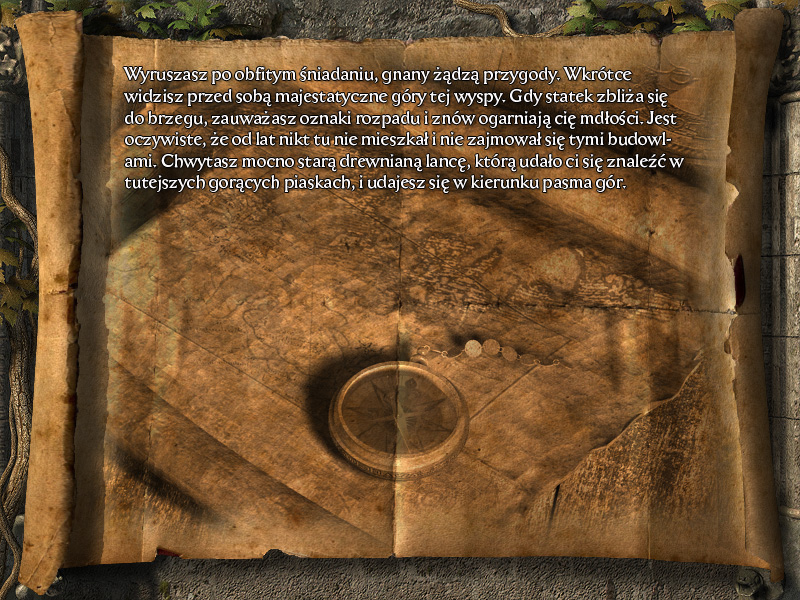 Wyruszasz po obfitym śniadaniu, gnany żądzą przygody. Wkrótce
widzisz przed sobą majestatyczne góry tej wyspy. Gdy statek zbliża się
do brzegu, zauważasz oznaki rozpadu i znów ogarniają cię mdłości. Jest
oczywiste, że od lat nikt tu nie mieszkał i nie zajmował się tymi budowl-
ami. Chwytasz mocno starą drewnianą lancę, którą udało ci się znaleźć w
tutejszych gorących piaskach, i udajesz się w kierunku pasma gór.